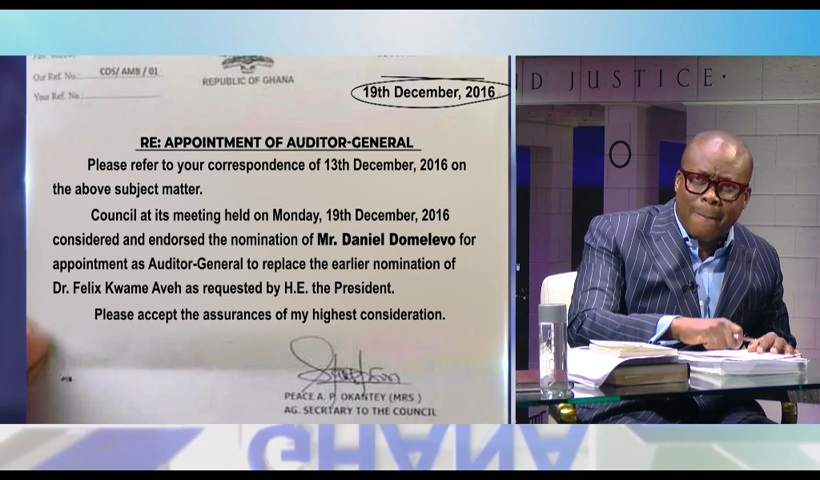 Our Ref. No. COS/AMB/01
Your Ref. No
REPUBLIC OF GHANA
19th December, 2016
RE: APPOINTMENT OF AUDITOR-GENERAL
Please refer to your correspondence of 13th December, 2016 on
the above subject matter.
Council at its meeting held on Monday, 19th December, 2016
considered and endorsed the nomination of Mr. Daniel Domelevo for
appointment as Auditor-General to replace the earlier nomination of
Dr. Felix Kwame Aveh as requested by H.E. the President.
Please accept the assurances of my highest consideration.
PEACE A. P. OKANTEY (MRS.)
AG. SECRTARY TO THE COUNCIL
D JUSTICE
GHANA